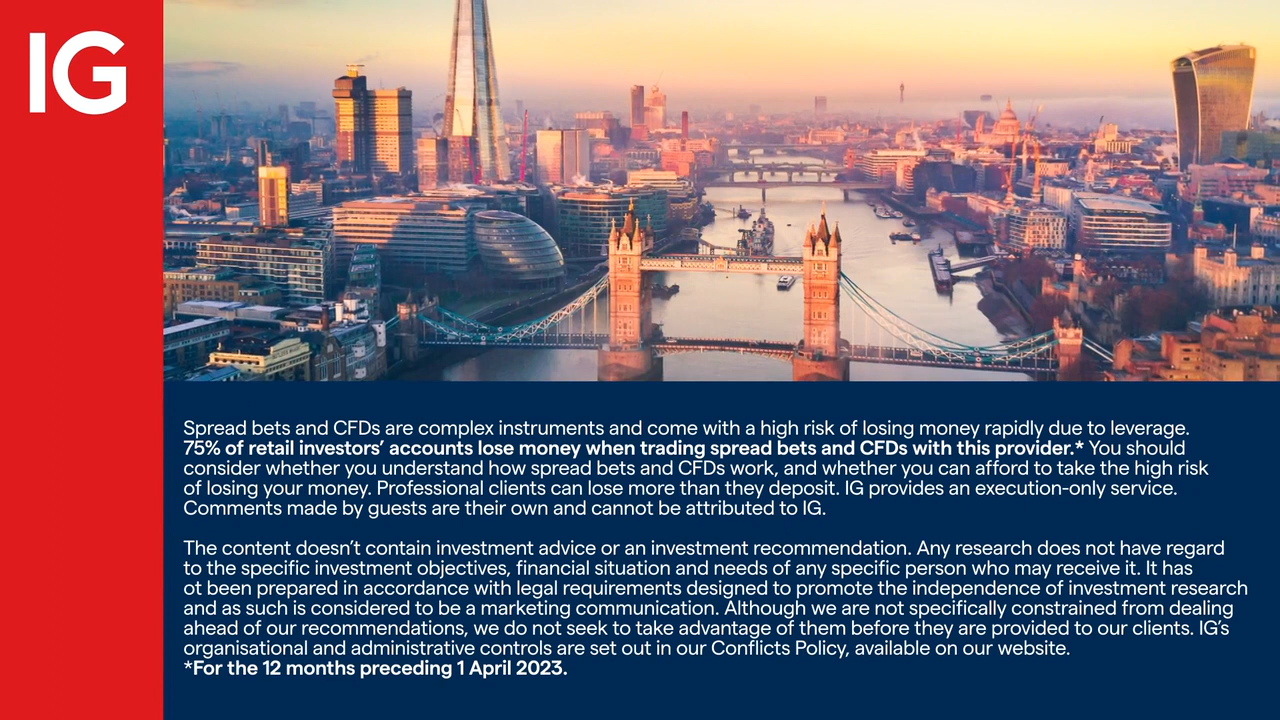 IG
Spread bets and CFDs are complex instruments and come with a high risk of losing money rapidly due to leverage.
75% of retail investors’ accounts lose money when trading spread bets and CFDs with this provider.* You should
consider whether you understand how spread bets and CFDs work, and whether you can afford to take the high risk
of losing your money. Professional clients can lose more than they deposit. IG provides an execution-only service.
Comments made by guests are their own and cannot be attributed to IG.
The content doesn’t contain investment advice or an investment recommendation. Any research does not have regard
to the specific investment objectives, financial situation and needs of any specific person who may receive it. It has
ot been prepared in accordance with legal requirements designed to promote the independence of investment research
and as such is considered to be a marketing communication. Although we are not specifically constrained from dealing
ahead of our recommendations, we do not seek to take advantage of them before they are provided to our clients. IG’s
organisational and administrative controls are set out in our Conflicts Policy, available on our website.
*For the 12 months preceding 1 April 2023.